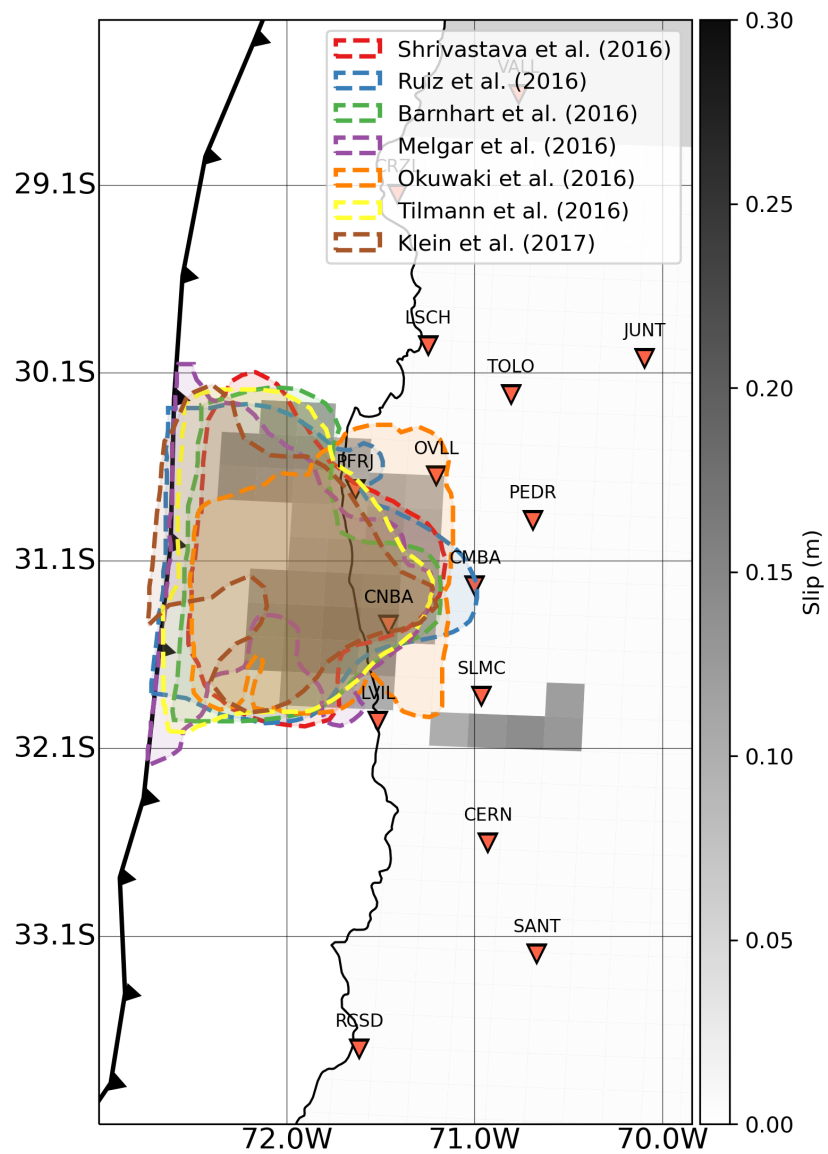 Shrivastava et al. (2016)
Ruiz et al. (2016)
Barnhart et al. (2016)
Melgar et al. (2016)
Okuwaki et al. (2016)
Tilmann et al. (2016)
Klein et al. (2017)
VALL
CRZL
LSCH
JUNT
TOLO
OVLL
PFRJ
PEDR
CMBA
CNBA
SLMC
LVIL
CERN
SANT
RCSD
29.1S
30.1S
31.1S
32.1S
33.1S
72.0W
71.0W
70.0W
0.30
0.25
0.20
0.15
0.10
0.05
0.00
Slip (m)